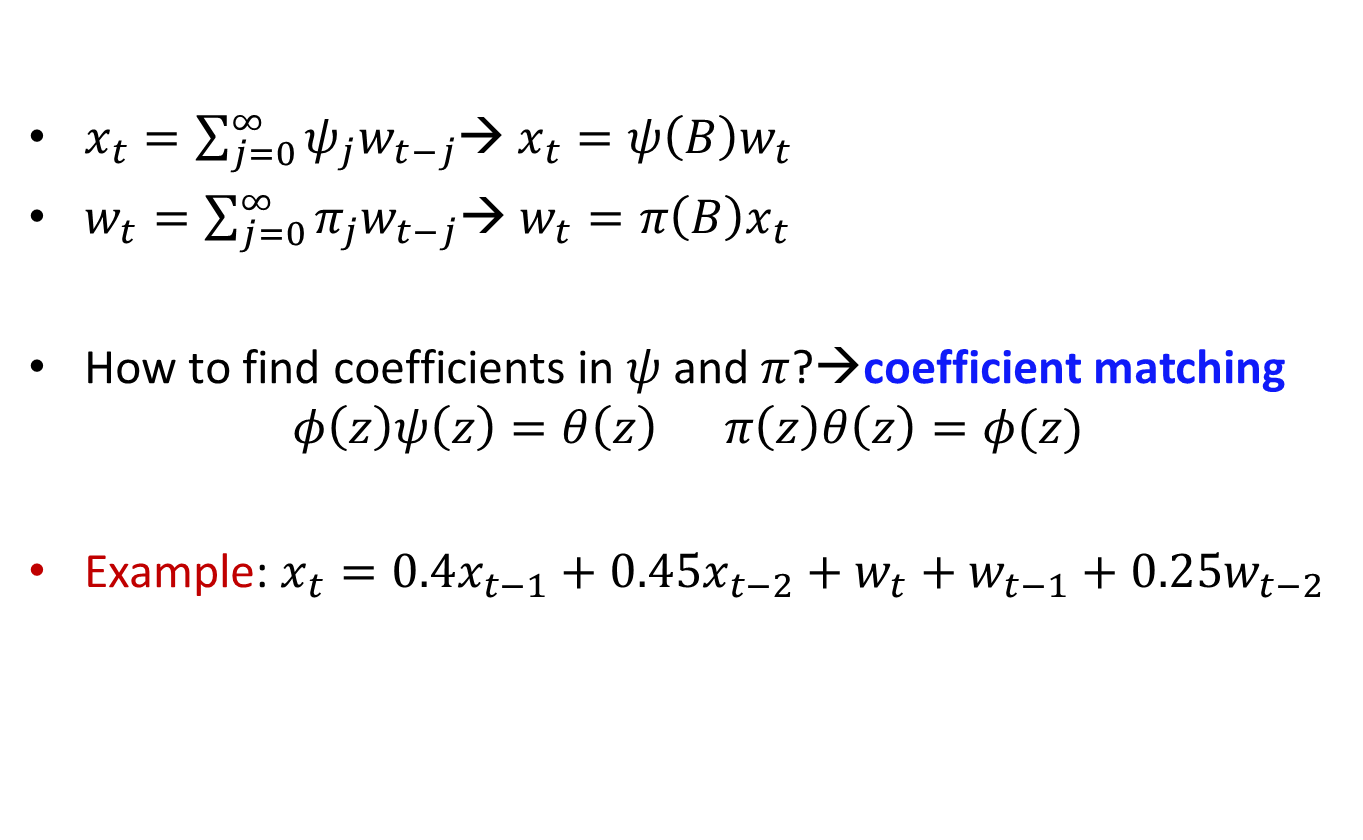 • x_t = ∑_{j=0}^{∞} ψ_j w_{t−j} → x_t = ψ(B)w_t
• w_t = ∑_{j=0}^{∞} π_j w_{t−j} → w_t = π(B)x_t
• How to find coefficients in ψ and π?→coefficient matching
ϕ(z)ψ(z) = θ(z) π(z)θ(z) = ϕ(z)
• Example: x_t = 0.4x_{t−1} + 0.45x_{t−2} + w_t + w_{t−1} + 0.25w_{t−2}